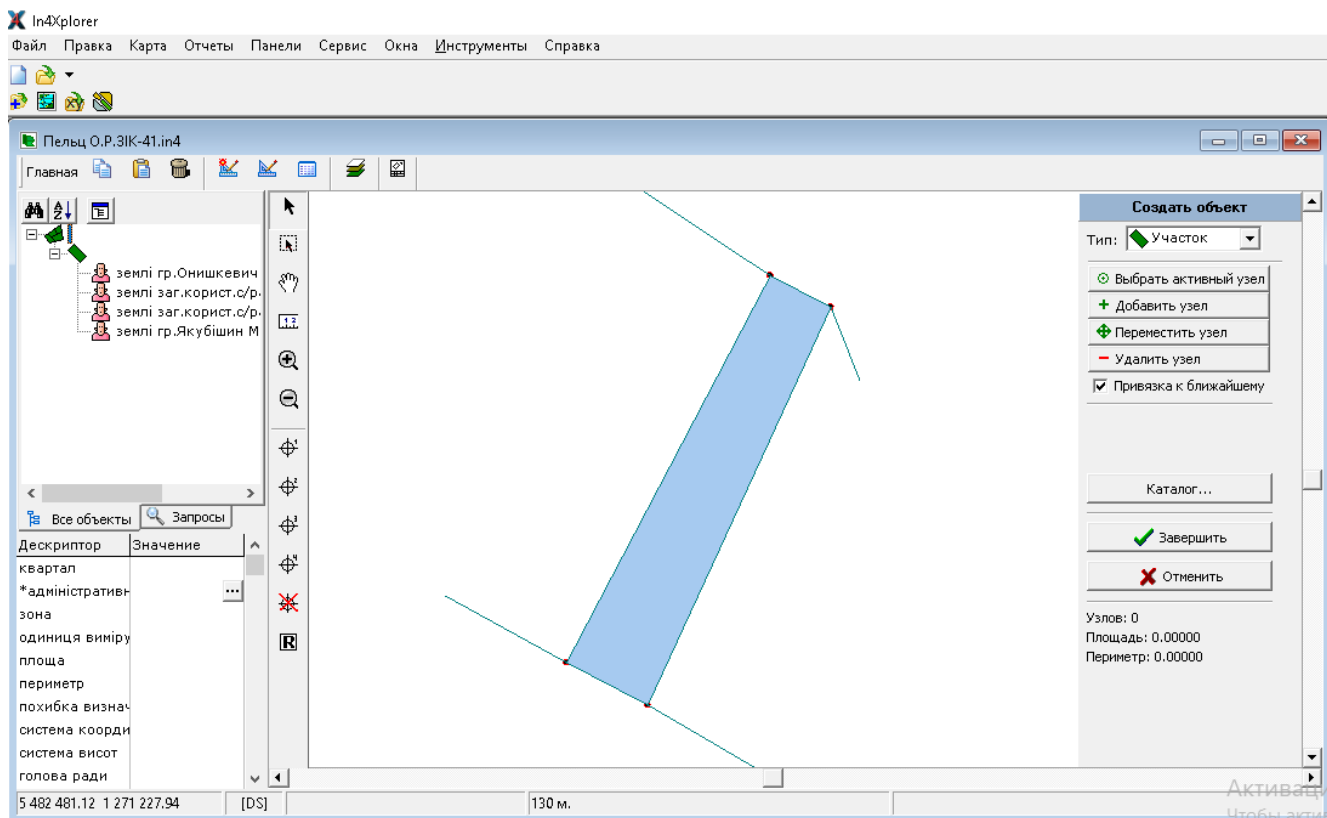 In4Xplorer
Файл Правка Карта Отчеты Панели Сервис Окна Инструменты Справка
Пельц О.Р.ЗІК-41.in4
Главная
землі гр.Онишкевич
землі заг.корист.с/р.
землі заг.корист.с/р.
землі гр.Якубішин М
Все объекты Запросы
Дескриптор Значение
квартал
*адміністративн
зона
одиниця виміру
площа
периметр
похибка визнач
система коорди
система висот
голова ради
Создать объект
Тип: Участок
Выбрать активный узел
Добавить узел
Переместить узел
Удалить узел
Привязка к ближайшему
Каталог...
Завершить
Отменить
Узлов: 0
Площадь: 0.00000
Периметр: 0.00000
5 482 481.12 1 271 227.94 [DS] 130 м.
Активаци
Чтобы акти